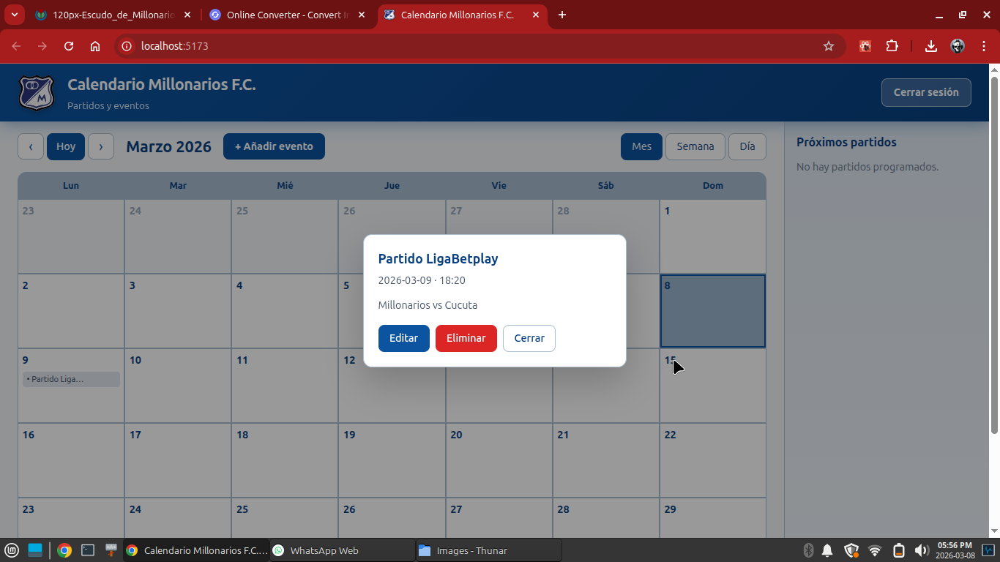 120px-Escudo_de_Millonario
Online Converter - Convert I
Calendario Millonarios F.C.
localhost:5173
Calendario Millonarios F.C.
Partidos y eventos
Cerrar sesión
‹ Hoy › Marzo 2026 + Añadir evento Mes Semana Día
Próximos partidos
No hay partidos programados.
Lun Mar Mié Jue Vie Sáb Dom
23 24 25 26 27 28 1
2 3 4 5 8
Partido LigaBetplay
2026-03-09 · 18:20
Millonarios vs Cucuta
Editar Eliminar Cerrar
9 10 11 12 15
• Partido Liga...
16 17 18 19 20 21 22
23 24 25 26 27 28 29
Calendario Millonarios F.C....
WhatsApp Web
Images - Thunar
05:56 PM
2026-03-08